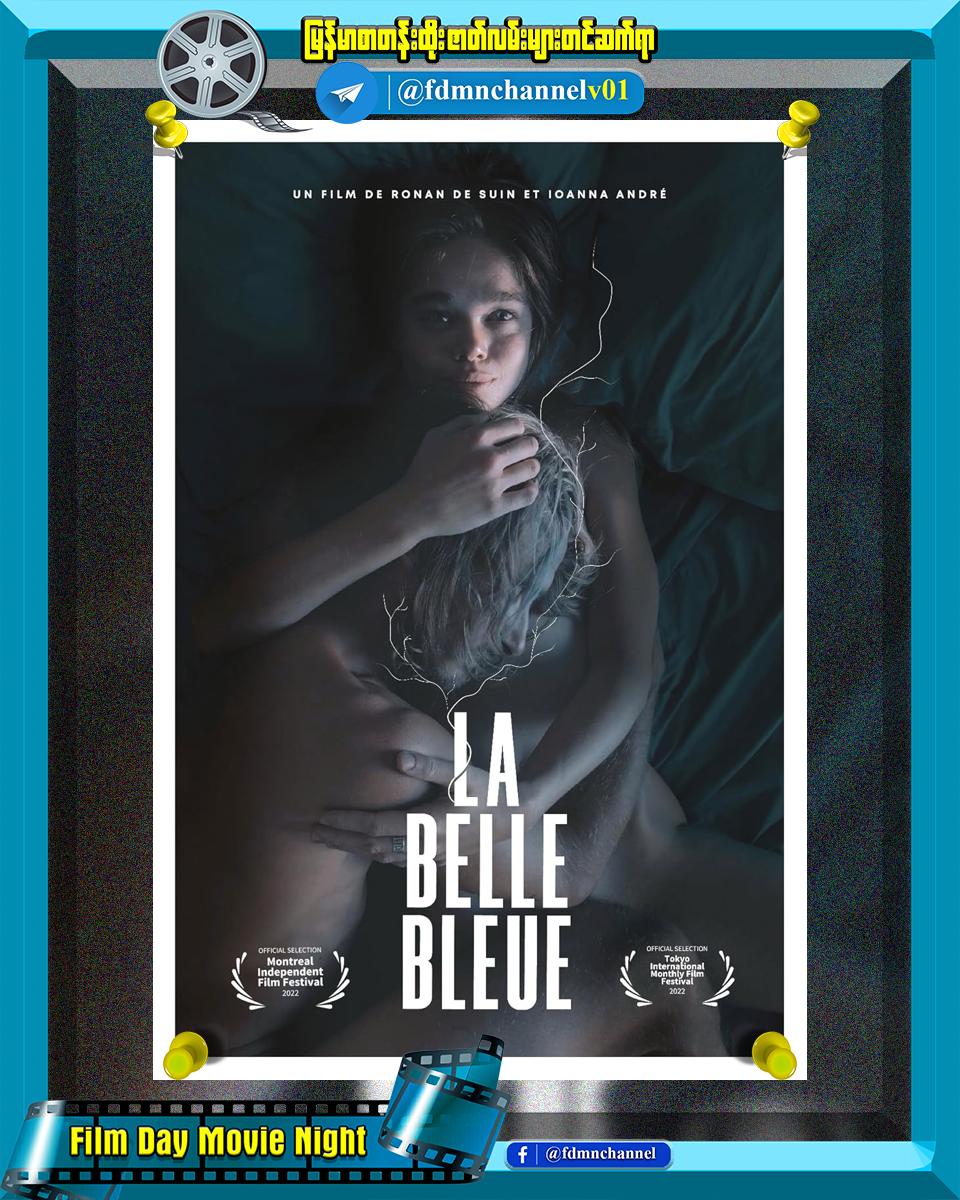 မြန်မာစာတန်းထိုးဇာတ်လမ်းများတင်ဆက်ရာ
@fdmnchannelv01
UN FILM DE RONAN DE SUIN ET IOANNA ANDRÉ
LA
BELLE
BLEUE
OFFICIAL SELECTION
Montreal
Independent
Film Festival
2022
OFFICIAL SELECTION
Tokyo
International
Monthly Film
Festival
2022
Film Day Movie Night
f
@fdmnchannel